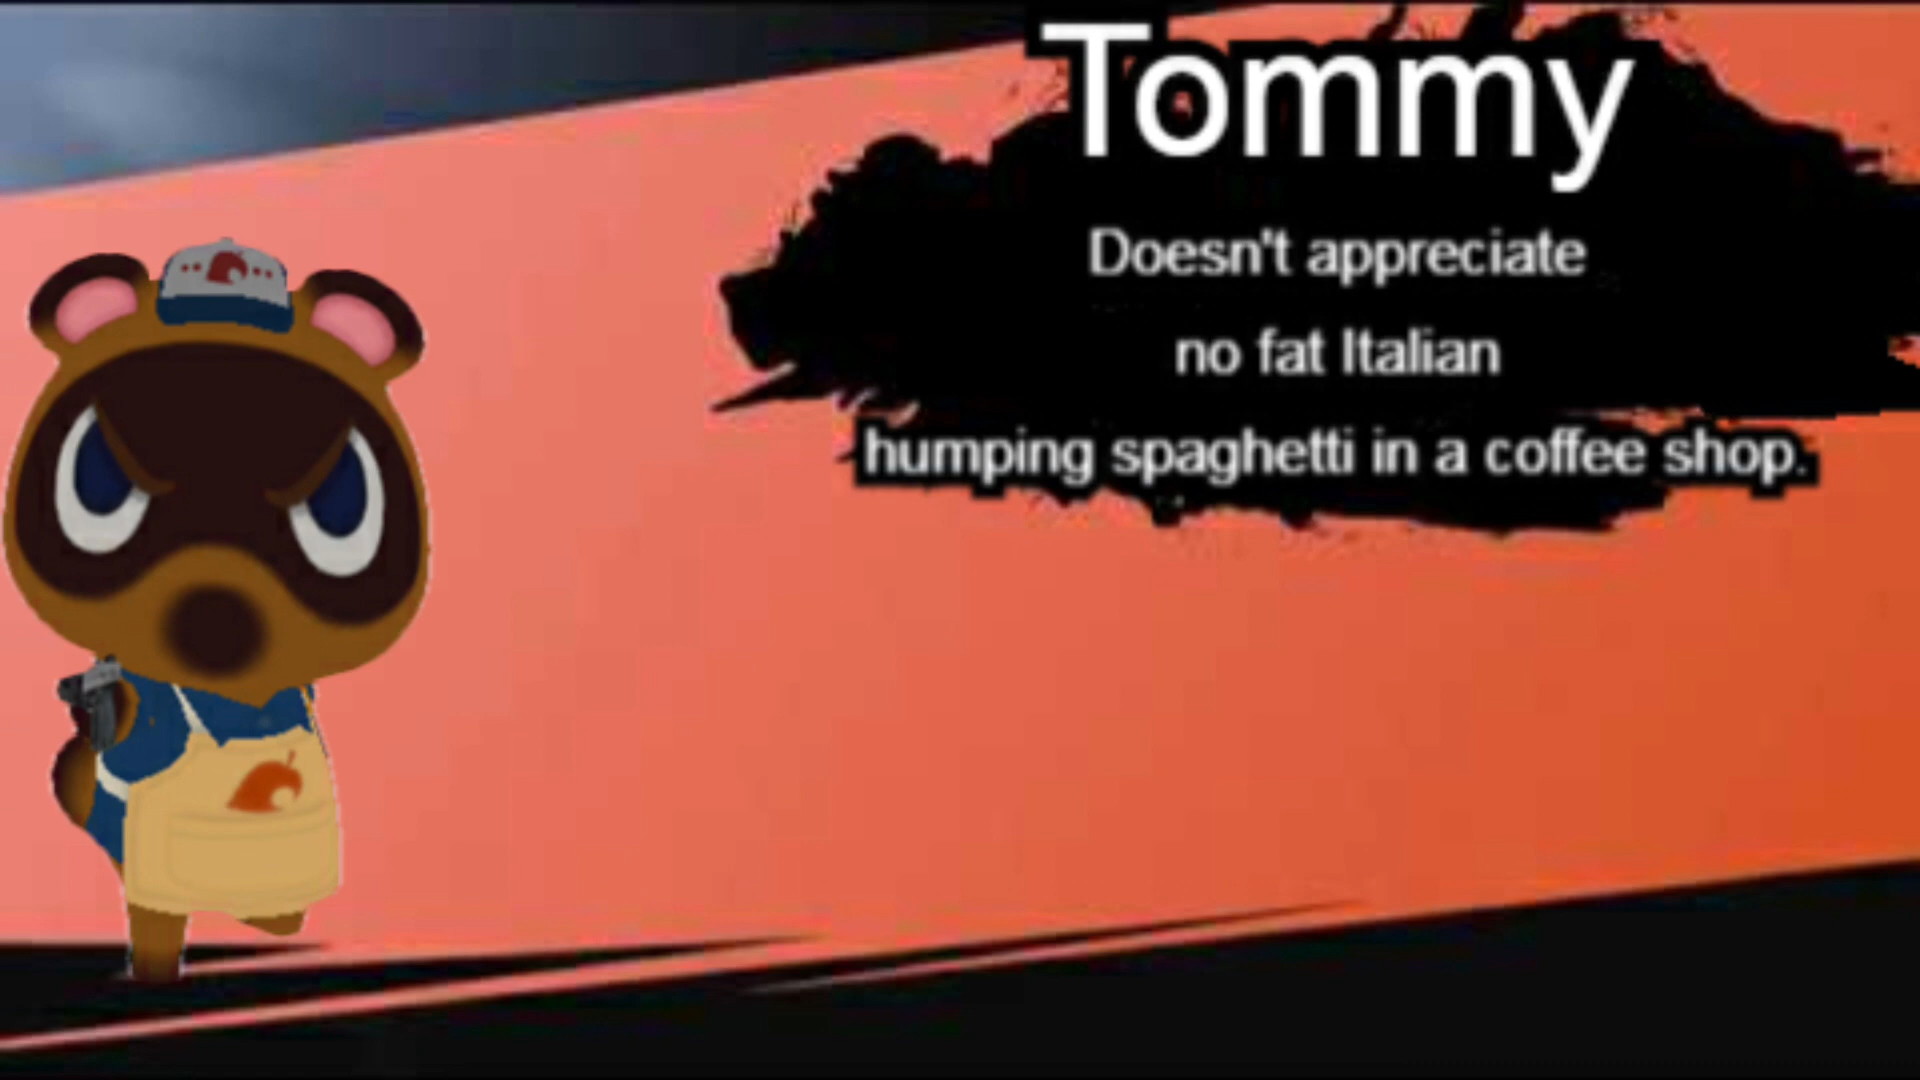 Tommy
Doesn't appreciate
no fat Italian
humping spaghetti in a coffee shop.